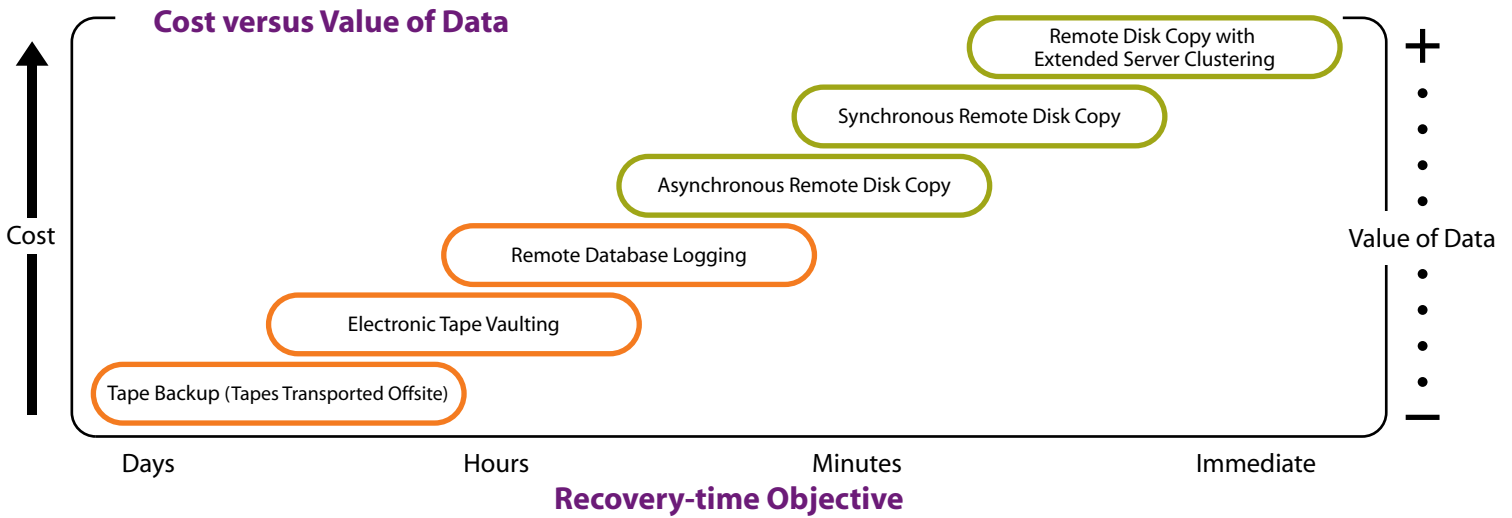 Cost versus Value of Data
Remote Disk Copy with
Extended Server Clustering
+
Synchronous Remote Disk Copy
Asynchronous Remote Disk Copy
Cost
Value of Data
Remote Database Logging
Electronic Tape Vaulting
Tape Backup (Tapes Transported Offsite)
–
Days Hours Minutes Immediate
Recovery-time Objective